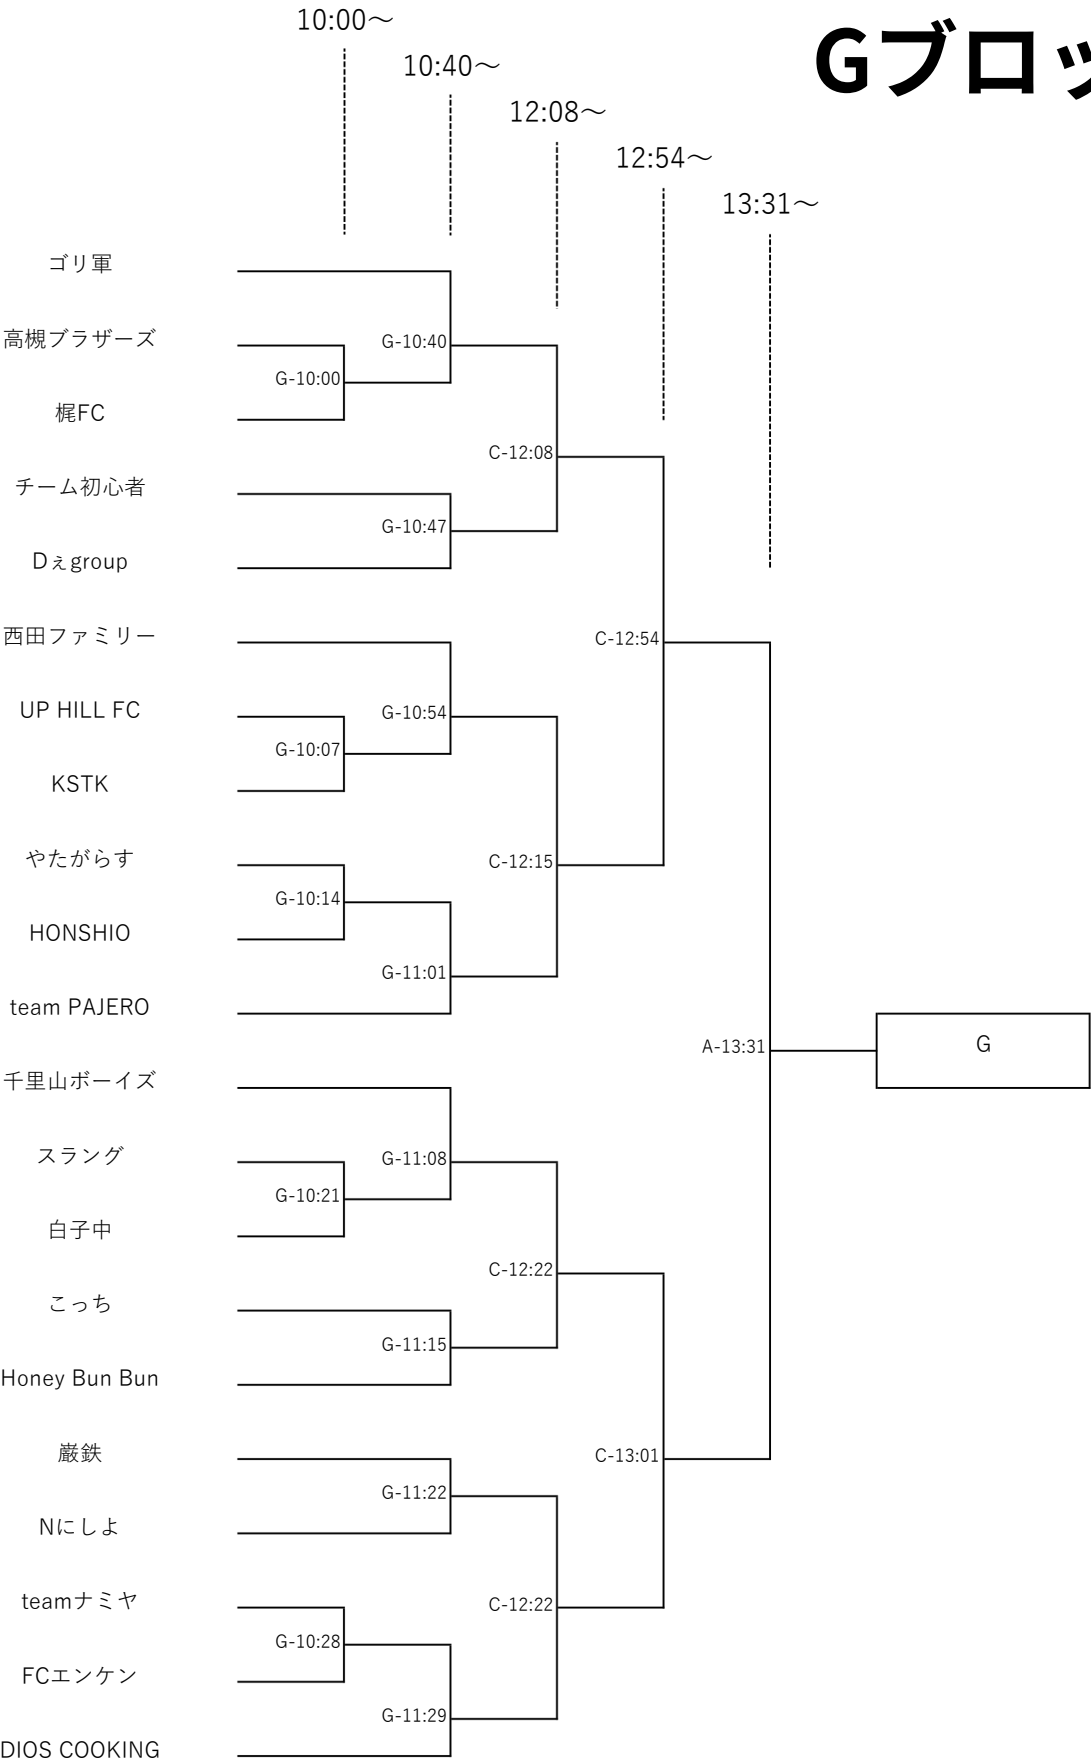 10:00～
Gブロッ
10:40～
12:08～
12:54～
13:31～
ゴリ軍
高槻ブラザーズ
G-10:40
G-10:00
梶FC
C-12:08
チーム初心者
G-10:47
Dぇgroup
西田ファミリー
C-12:54
UP HILL FC
G-10:54
G-10:07
KSTK
やたがらす
C-12:15
G-10:14
HONSHIO
G-11:01
team PAJERO
A-13:31
G
千里山ボーイズ
スラング
G-11:08
G-10:21
白子中
C-12:22
こっち
G-11:15
Honey Bun Bun
巌鉄
C-13:01
G-11:22
Nにしよ
teamナミヤ
C-12:22
G-10:28
FCエンケン
G-11:29
DIOS COOKING